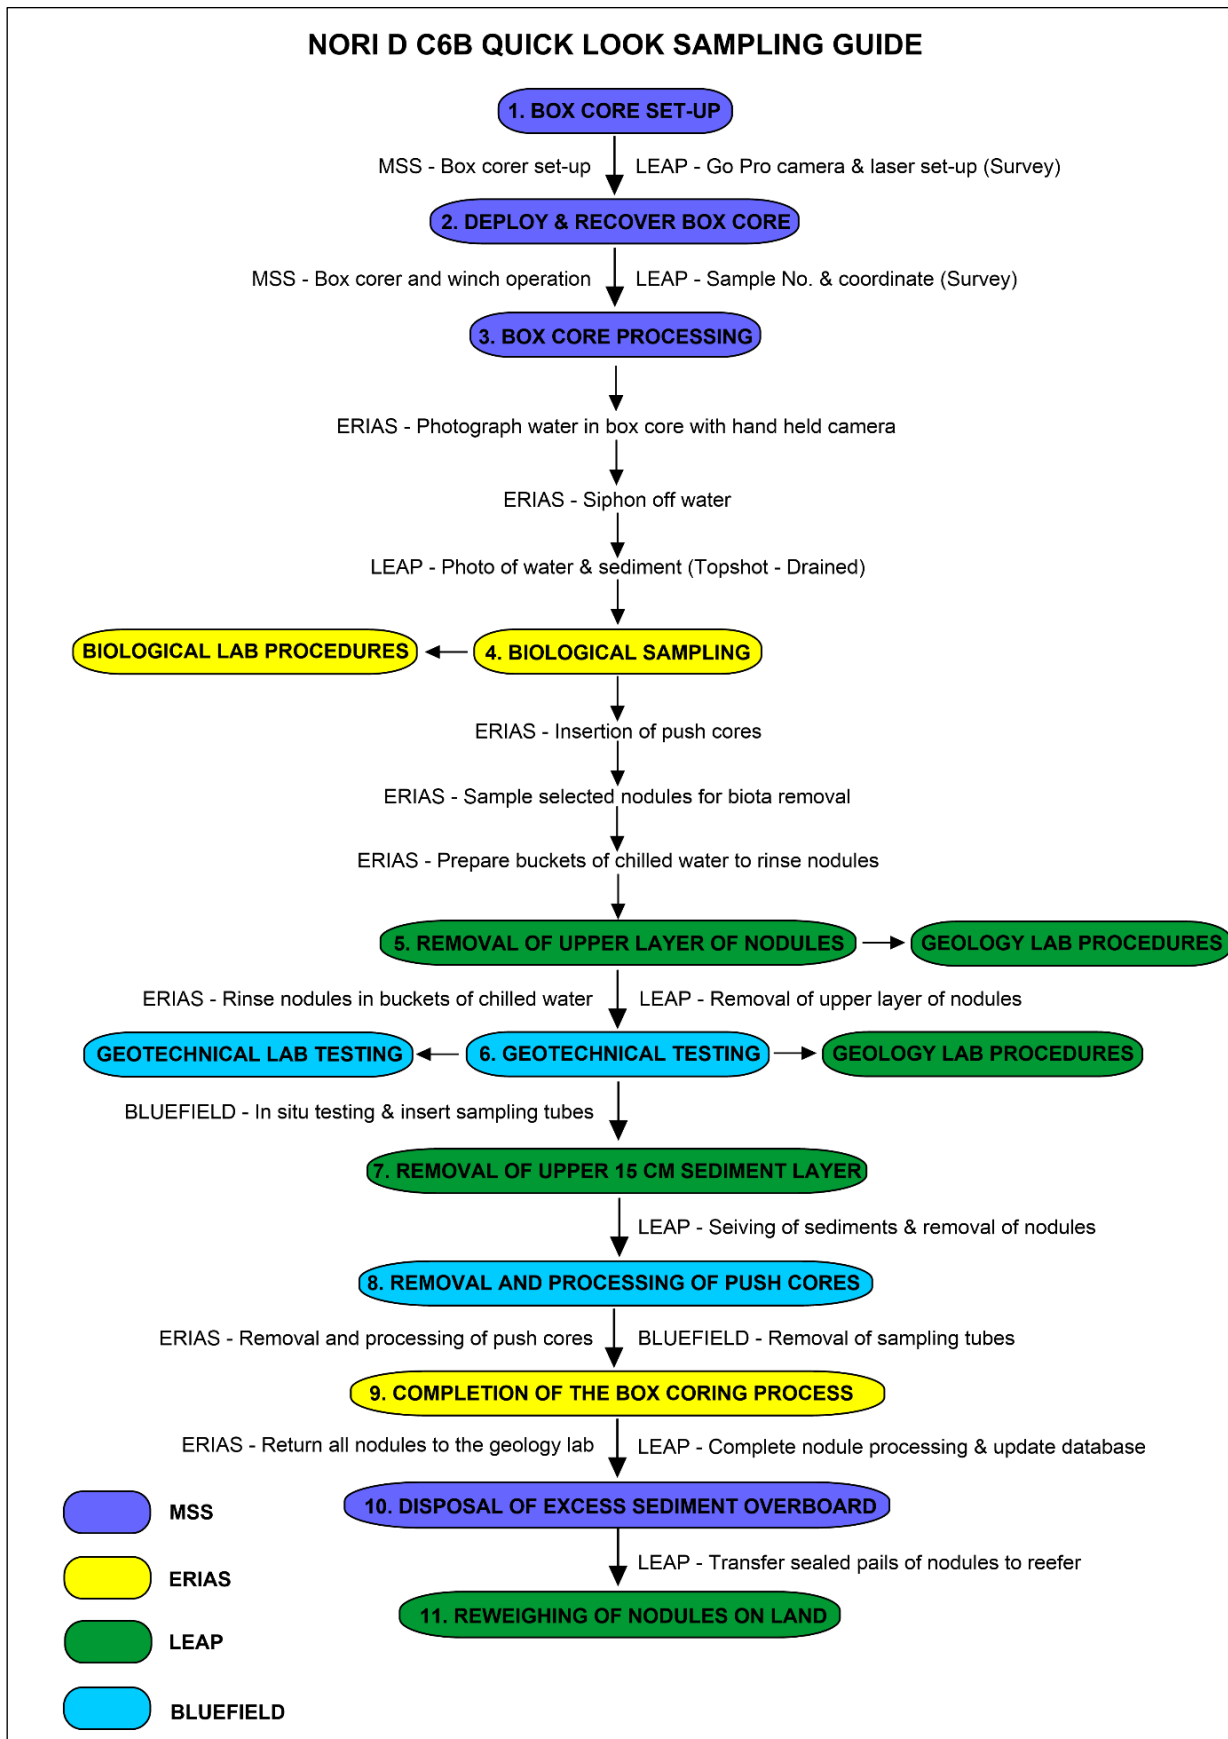 NORI D C6B QUICK LOOK SAMPLING GUIDE
1. BOX CORE SET-UP
MSS - Box corer set-up
LEAP - Go Pro camera & laser set-up (Survey)
2. DEPLOY & RECOVER BOX CORE
MSS - Box corer and winch operation
LEAP - Sample No. & coordinate (Survey)
3. BOX CORE PROCESSING
ERIAS - Photograph water in box core with hand held camera
ERIAS - Siphon off water
LEAP - Photo of water & sediment (Topshot - Drained)
BIOLOGICAL LAB PROCEDURES
4. BIOLOGICAL SAMPLING
ERIAS - Insertion of push cores
ERIAS - Sample selected nodules for biota removal
ERIAS - Prepare buckets of chilled water to rinse nodules
5. REMOVAL OF UPPER LAYER OF NODULES
GEOLOGY LAB PROCEDURES
ERIAS - Rinse nodules in buckets of chilled water
LEAP - Removal of upper layer of nodules
GEOTECHNICAL LAB TESTING
6. GEOTECHNICAL TESTING
GEOLOGY LAB PROCEDURES
BLUEFIELD - In situ testing & insert sampling tubes
7. REMOVAL OF UPPER 15 CM SEDIMENT LAYER
LEAP - Seiving of sediments & removal of nodules
8. REMOVAL AND PROCESSING OF PUSH CORES
ERIAS - Removal and processing of push cores
BLUEFIELD - Removal of sampling tubes
9. COMPLETION OF THE BOX CORING PROCESS
ERIAS - Return all nodules to the geology lab
LEAP - Complete nodule processing & update database
10. DISPOSAL OF EXCESS SEDIMENT OVERBOARD
LEAP - Transfer sealed pails of nodules to reefer
11. REWEIGHING OF NODULES ON LAND
MSS
ERIAS
LEAP
BLUEFIELD